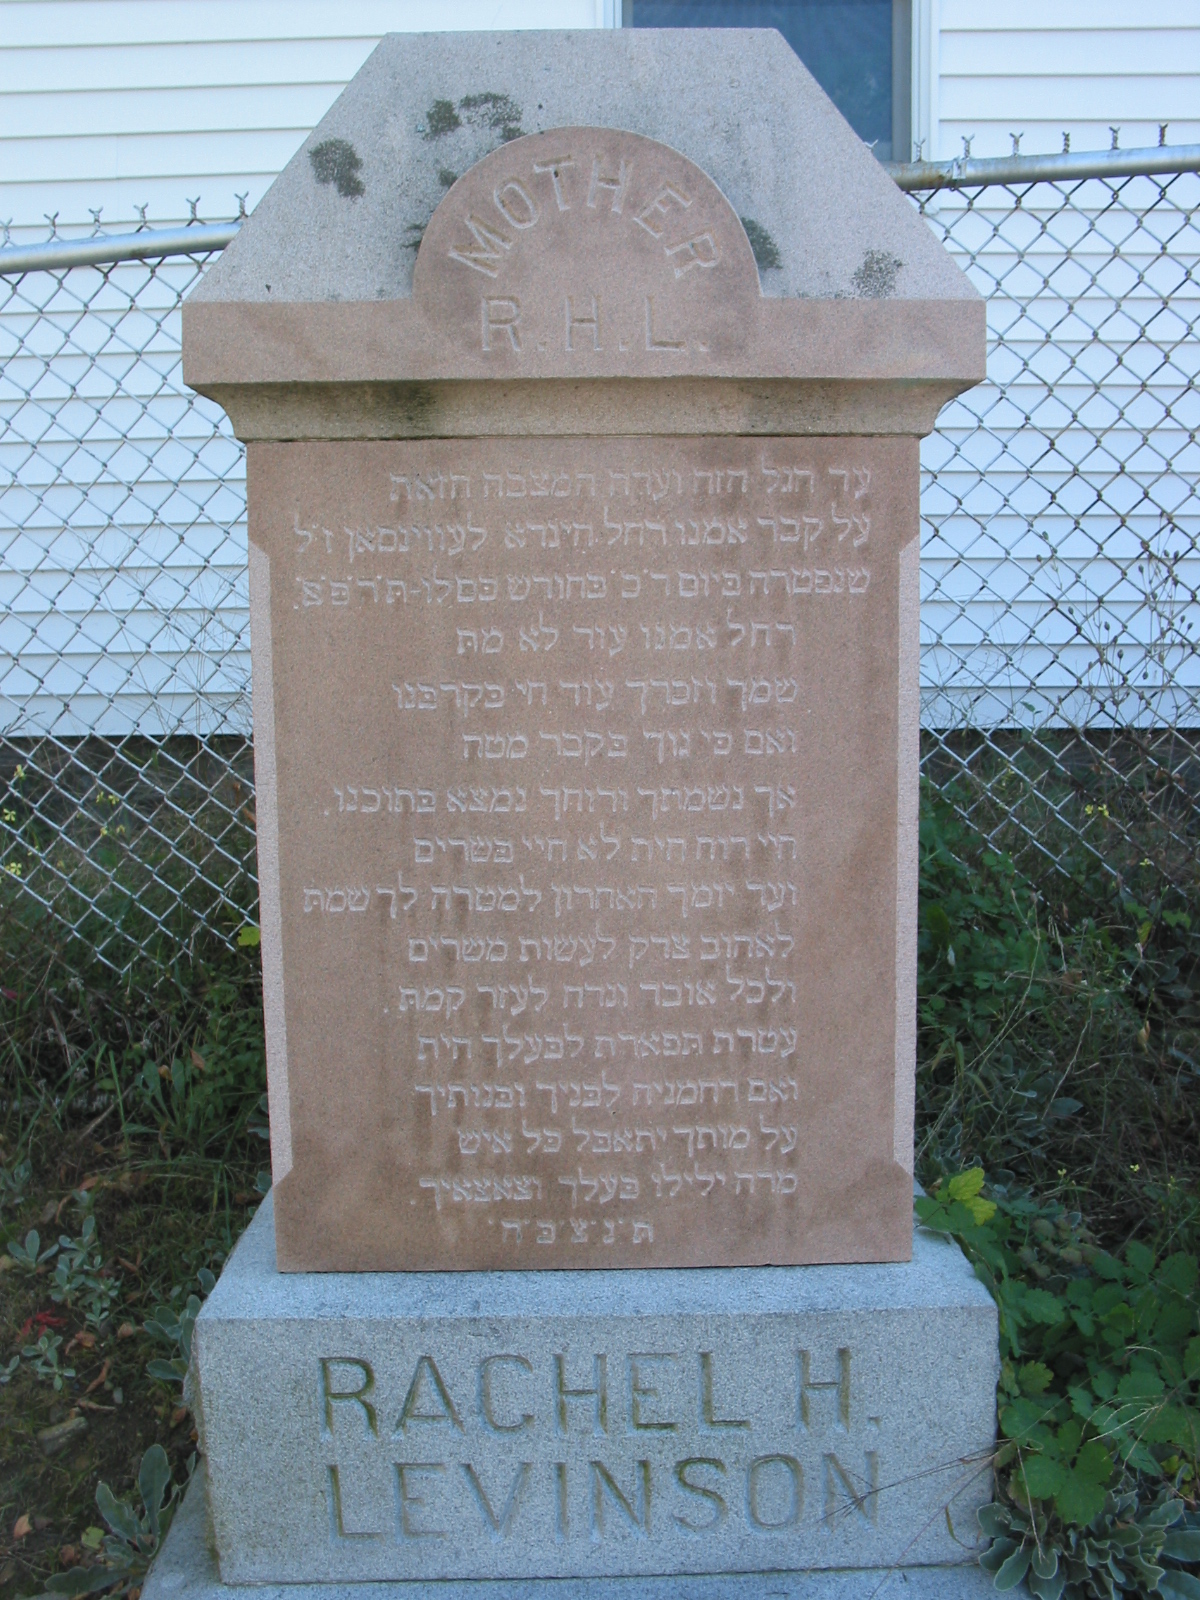 MOTHER
R.H.L.
עד הגל הזה ועדה המצבה הזאת
על קבר אמנו רחל הינדא לעווינסאן ז"ל
שנפטרה ביום ד' כ' בחודש כסלו-ת'ר'פ'א'
רחל אמנו עוד לא מת
שמך וזכרך עוד חי בקרבנו
ואם כי גוך בקבר מטה
אך נשמתך ורוחך נמצא בתוכנו.
חיי רוח חית לא חיי בשרים
ועד יומך האחרון למטרה לך שמת
לאהוב צדק לעשות משרים
ולכל אובד ונדח לעזר קמת.
עטרת תפארת לבעלך היית
ואם רחמניה לבניך ובנותיך
על מותך יתאבל כל איש
מרה ילילו בעלך וצאצאיך.
ת'נ'צ'ב'ה'
RACHEL H.
LEVINSON